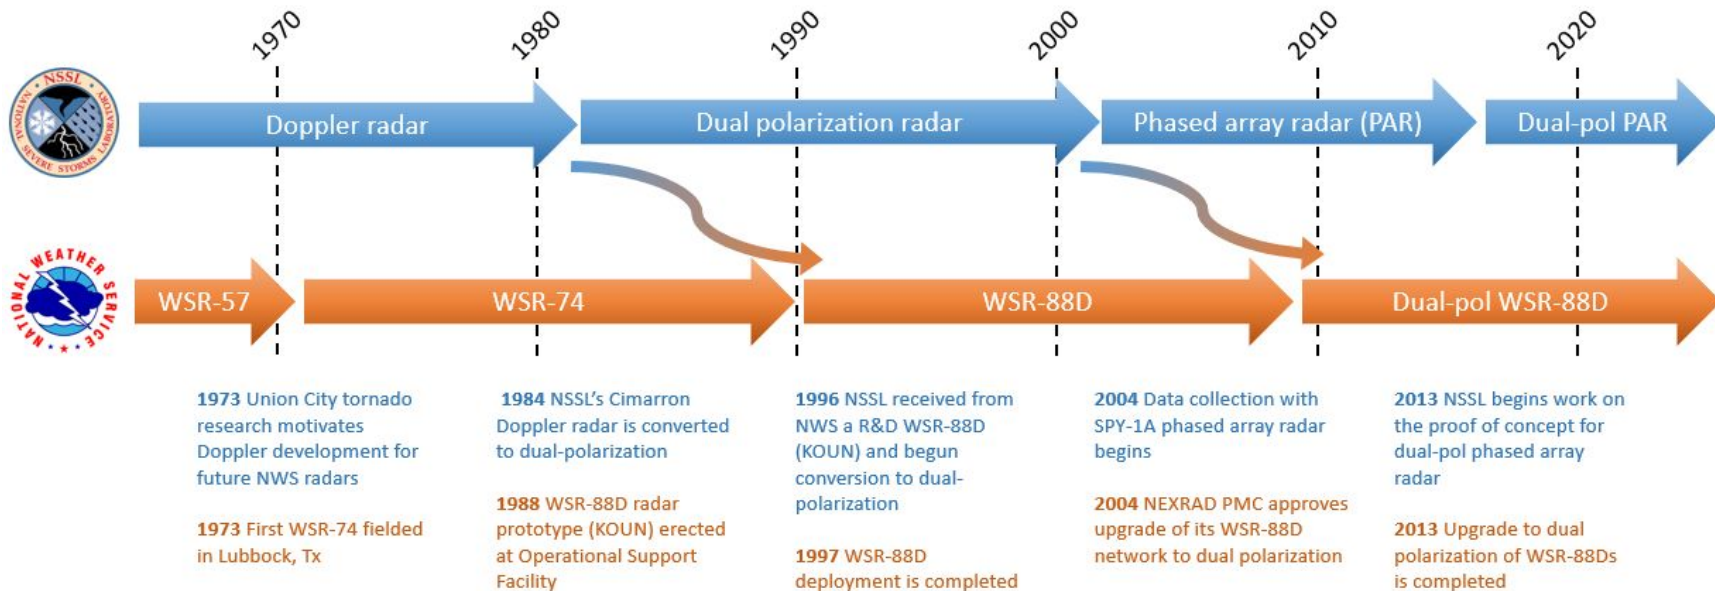 1970
1980
1990
2000
2010
2020
NSSL
NATIONAL SEVERE STORMS LABORATORY
Doppler radar
Dual polarization radar
Phased array radar (PAR)
Dual-pol PAR
NATIONAL WEATHER SERVICE
WSR-57
WSR-74
WSR-88D
Dual-pol WSR-88D
1973 Union City tornado
research motivates
Doppler development for
future NWS radars
1973 First WSR-74 fielded
in Lubbock, Tx
1984 NSSL's Cimarron
Doppler radar is converted
to dual-polarization
1988 WSR-88D radar
prototype (KOUN) erected
at Operational Support
Facility
1996 NSSL received from
NWS a R&D WSR-88D
(KOUN) and begun
conversion to dual-
polarization
1997 WSR-88D
deployment is completed
2004 Data collection with
SPY-1A phased array radar
begins
2004 NEXRAD PMC approves
upgrade of its WSR-88D
network to dual polarization
2013 NSSL begins work on
the proof of concept for
dual-pol phased array
radar
2013 Upgrade to dual
polarization of WSR-88Ds
is completed